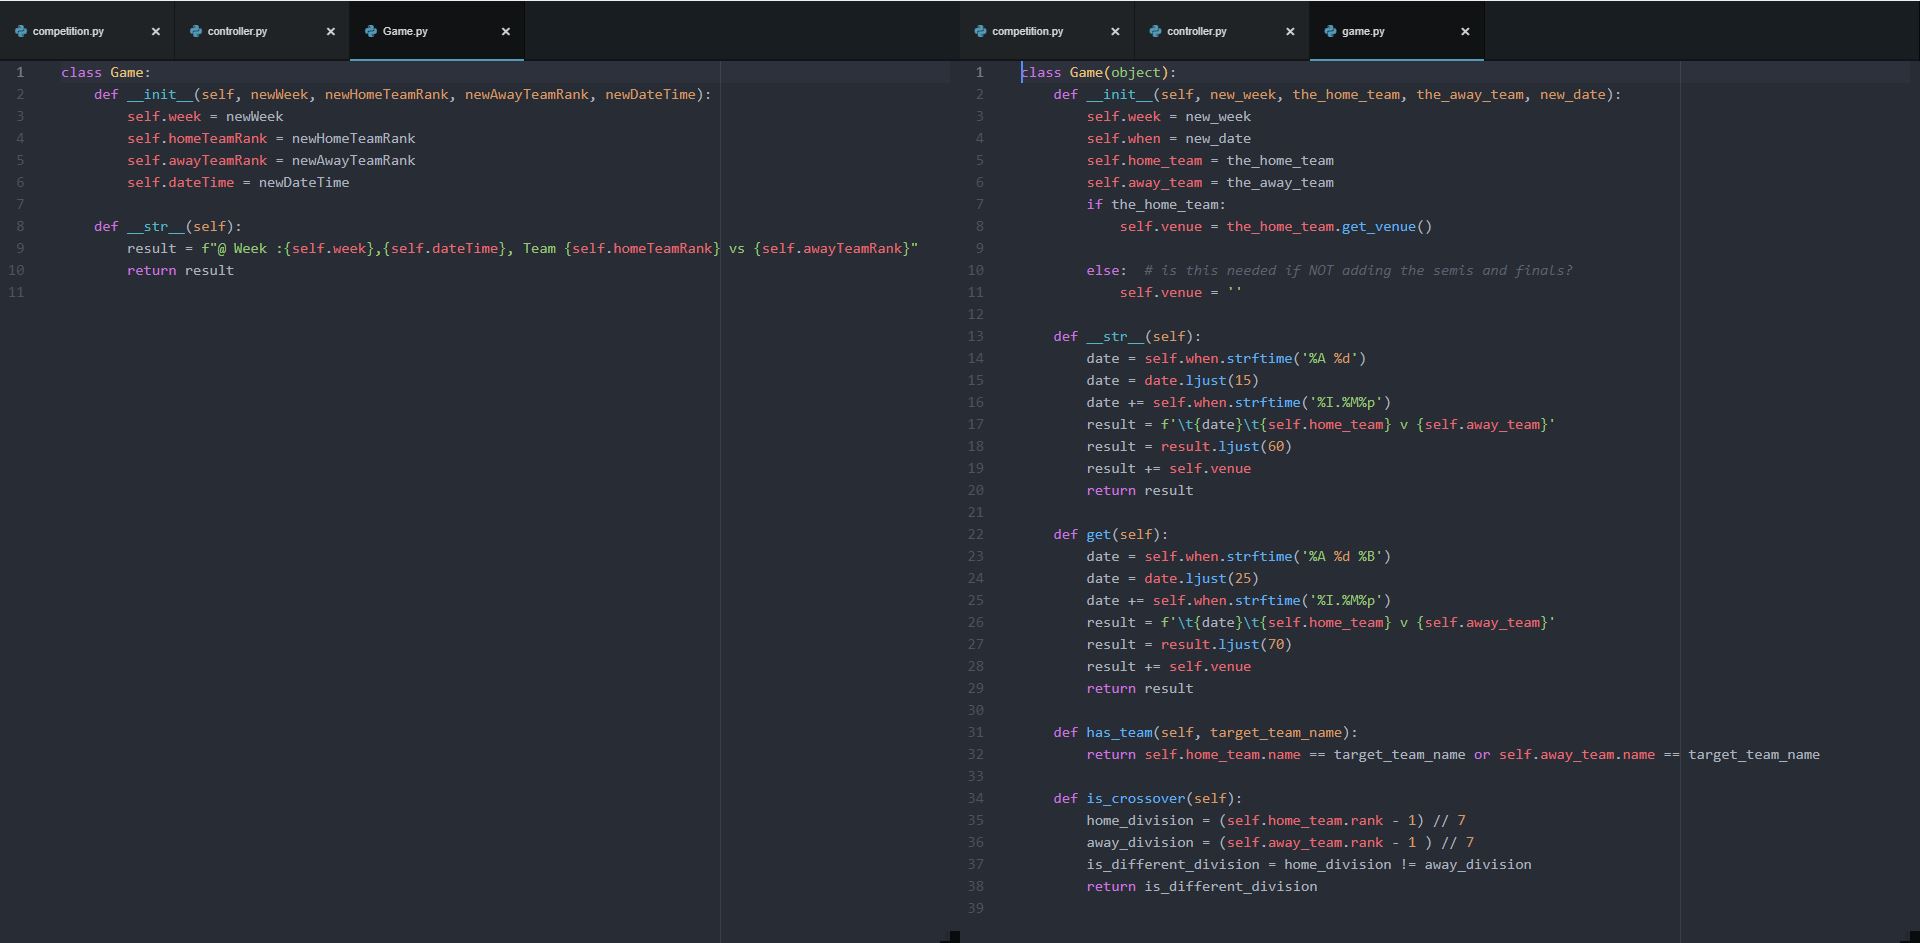 competition.py × controller.py × Game.py ×
1 class Game:
2     def __init__(self, newWeek, newHomeTeamRank, newAwayTeamRank, newDateTime):
3         self.week = newWeek
4         self.homeTeamRank = newHomeTeamRank
5         self.awayTeamRank = newAwayTeamRank
6         self.dateTime = newDateTime
7
8     def __str__(self):
9         result = f"@ Week :{self.week},{self.dateTime}, Team {self.homeTeamRank} vs {self.awayTeamRank}"
10         return result
11
competition.py × controller.py × game.py ×
1 class Game(object):
2     def __init__(self, new_week, the_home_team, the_away_team, new_date):
3         self.week = new_week
4         self.when = new_date
5         self.home_team = the_home_team
6         self.away_team = the_away_team
7         if the_home_team:
8             self.venue = the_home_team.get_venue()
9
10         else:  # is this needed if NOT adding the semis and finals?
11             self.venue = ''
12
13     def __str__(self):
14         date = self.when.strftime('%A %d')
15         date = date.ljust(15)
16         date += self.when.strftime('%I.%M%p')
17         result = f'\t{date}\t{self.home_team} v {self.away_team}'
18         result = result.ljust(60)
19         result += self.venue
20         return result
21
22     def get(self):
23         date = self.when.strftime('%A %d %B')
24         date = date.ljust(25)
25         date += self.when.strftime('%I.%M%p')
26         result = f'\t{date}\t{self.home_team} v {self.away_team}'
27         result = result.ljust(70)
28         result += self.venue
29         return result
30
31     def has_team(self, target_team_name):
32         return self.home_team.name == target_team_name or self.away_team.name == target_team_name
33
34     def is_crossover(self):
35         home_division = (self.home_team.rank - 1) // 7
36         away_division = (self.away_team.rank - 1 ) // 7
37         is_different_division = home_division != away_division
38         return is_different_division
39